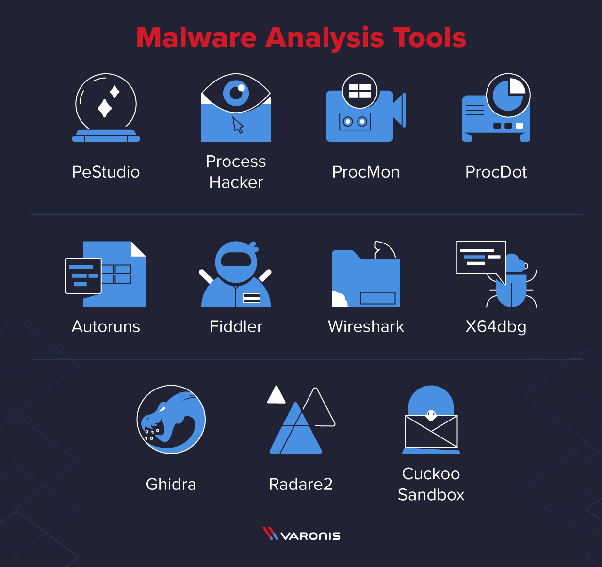 Malware Analysis Tools
PeStudio
Process
Hacker
ProcMon
ProcDot
Autoruns
Fiddler
Wireshark
X64dbg
Ghidra
Radare2
Cuckoo
Sandbox
VARONIS